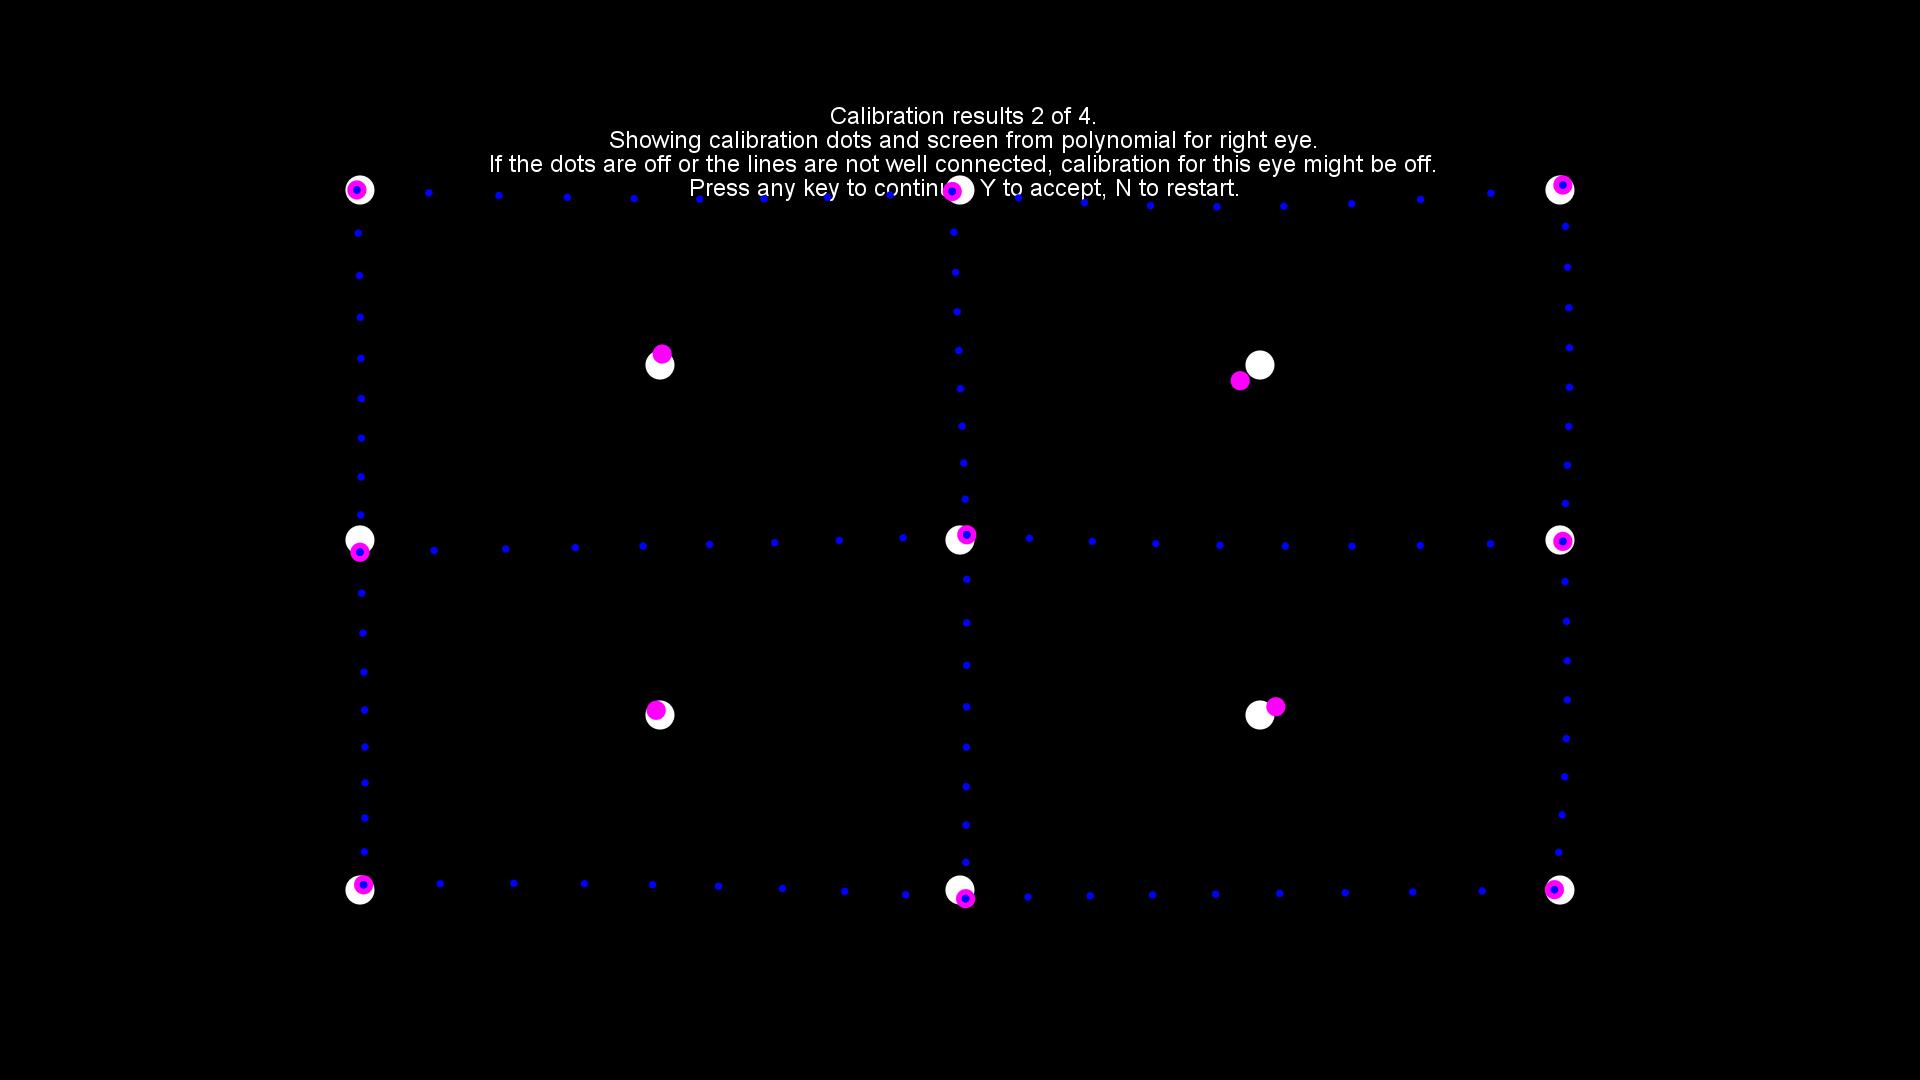 Calibration results 2 of 4.
Showing calibration dots and screen from polynomial for right eye.
If the dots are off or the lines are not well connected, calibration for this eye might be off.
Press any key to continu Y to accept, N to restart.